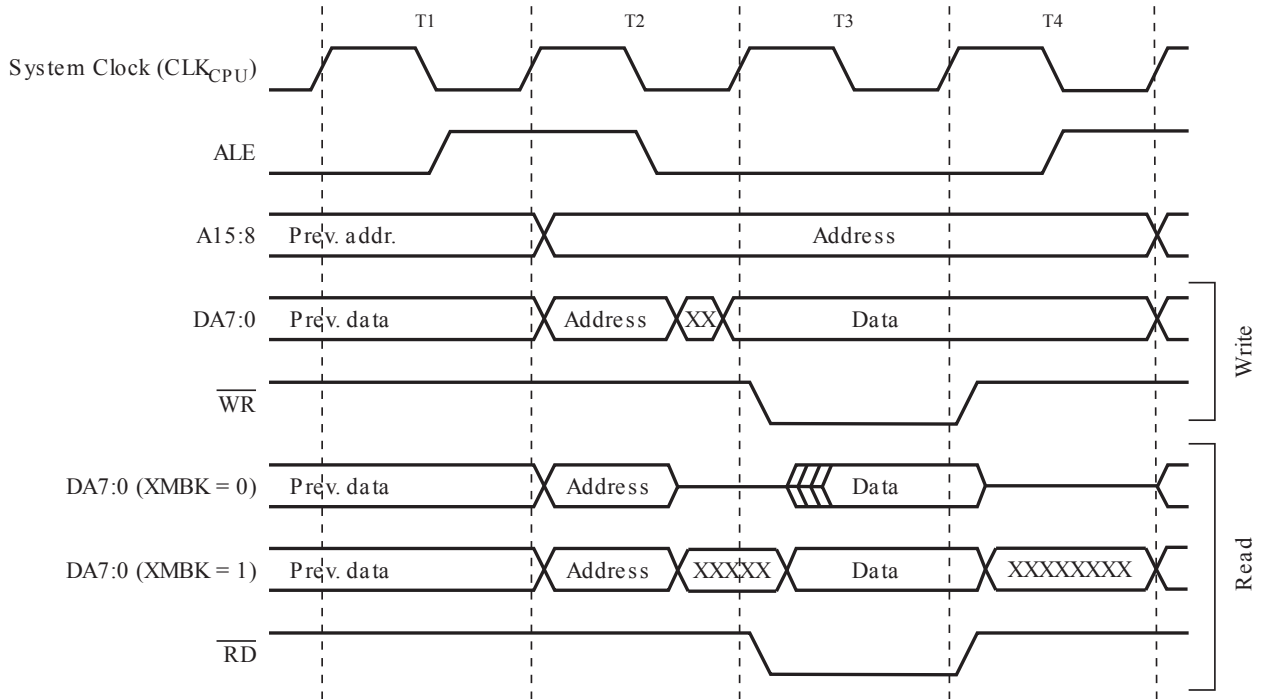 T1 T2 T3 T4
System Clock (CLKCPU)
ALE
A15:8 Prev. addr. Address
DA7:0 Prev. data Address XX Data
WR
Write
DA7:0 (XMBK = 0) Prev. data Address Data
DA7:0 (XMBK = 1) Prev. data Address XXXXX Data XXXXXXXX
RD
Read